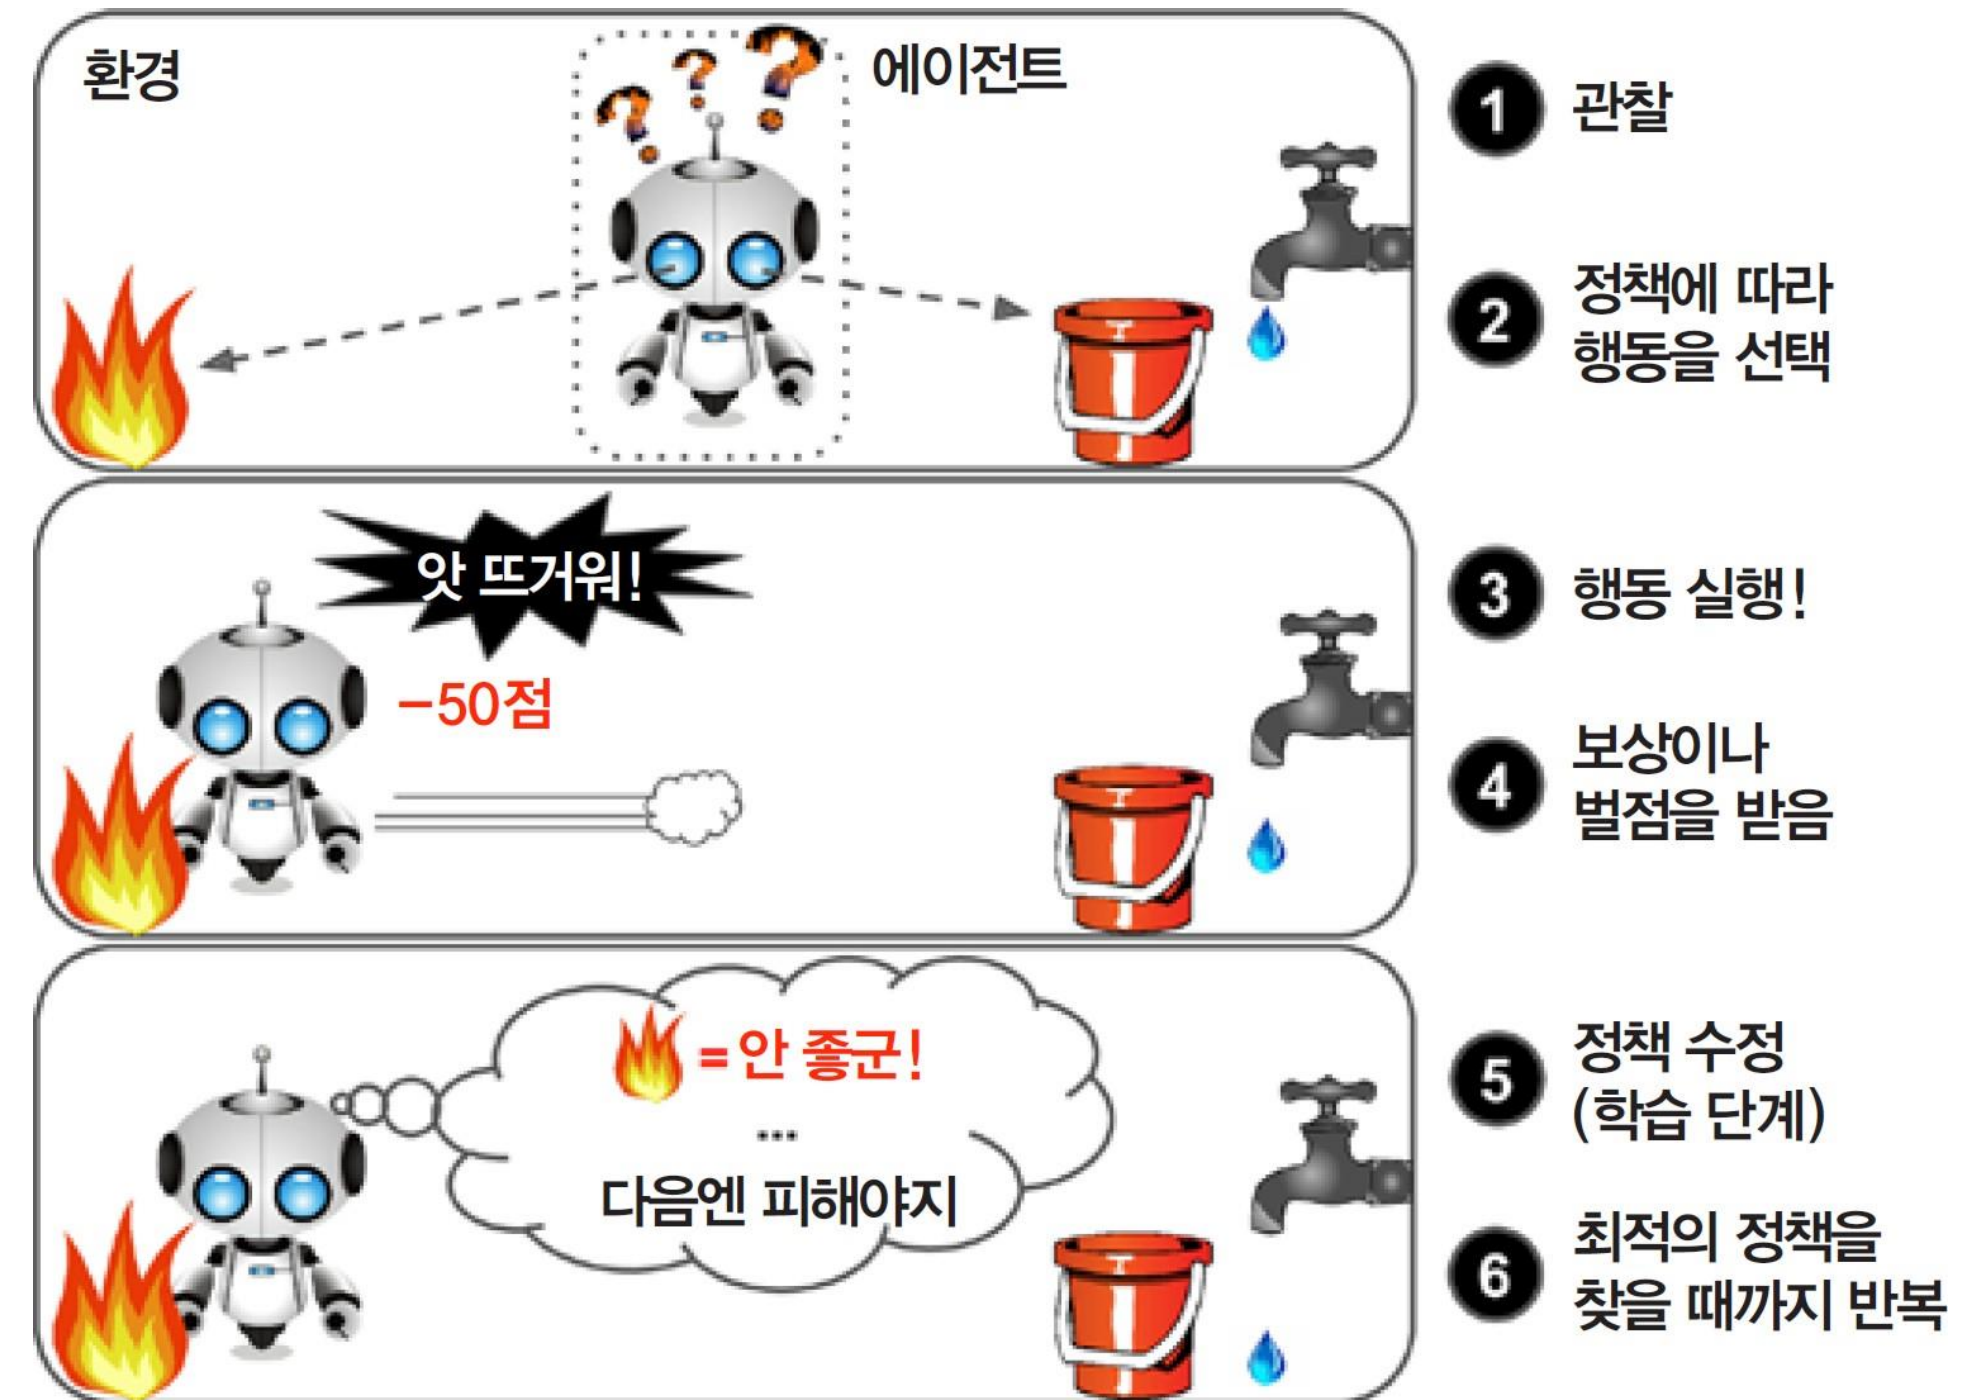 환경
에이전트
1 관찰
2 정책에 따라
행동을 선택
앗 뜨거워!
-50점
3 행동 실행!
4 보상이나
벌점을 받음
= 안 좋군!
...
다음엔 피해야지
5 정책 수정
(학습 단계)
6 최적의 정책을
찾을 때까지 반복